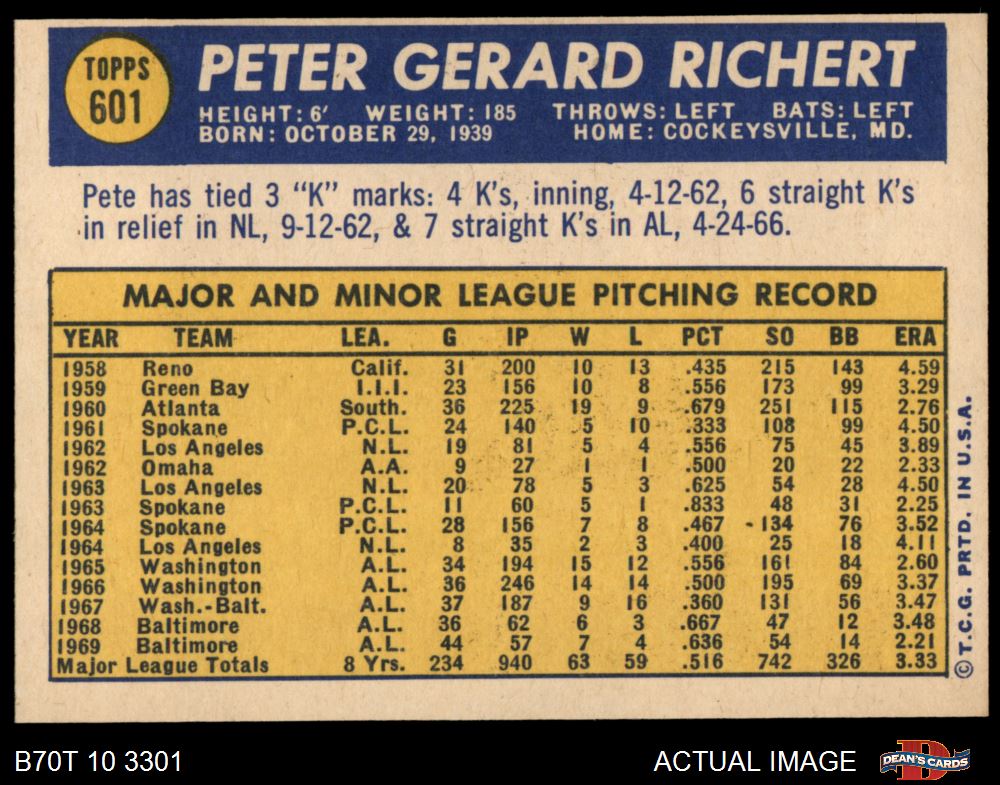 TOPPS
601
PETER GERARD RICHERT
HEIGHT: 6' WEIGHT: 185 THROWS: LEFT BATS: LEFT
BORN: OCTOBER 29, 1939 HOME: COCKEYSVILLE, MD.
Pete has tied 3 “K” marks: 4 K's, inning, 4-12-62, 6 straight K's
in relief in NL, 9-12-62, & 7 straight K's in AL, 4-24-66.
MAJOR AND MINOR LEAGUE PITCHING RECORD
YEAR TEAM LEA. G IP W L PCT SO BB ERA
1958 Reno Calif. 31 200 10 13 .435 215 143 4.59
1959 Green Bay I.I.I. 23 156 10 8 .556 173 99 3.29
1960 Atlanta South. 36 225 19 9 .679 251 115 2.76
1961 Spokane P.C.L. 24 140 5 10 .333 108 99 4.50
1962 Los Angeles N.L. 19 81 5 4 .556 75 45 3.89
1962 Omaha A.A. 9 27 1 1 .500 20 22 2.33
1963 Los Angeles N.L. 20 78 5 3 .625 54 28 4.50
1963 Spokane P.C.L. 11 60 5 1 .833 48 31 2.25
1964 Spokane P.C.L. 28 156 7 8 .467 134 76 3.52
1964 Los Angeles N.L. 8 35 2 3 .400 25 18 4.11
1965 Washington A.L. 34 194 15 12 .556 161 84 2.60
1966 Washington A.L. 36 246 14 14 .500 195 69 3.37
1967 Wash.-Balt. A.L. 37 187 9 16 .360 131 56 3.47
1968 Baltimore A.L. 36 62 6 3 .667 47 12 3.48
1969 Baltimore A.L. 44 57 7 4 .636 54 14 2.21
Major League Totals 8 Yrs. 234 940 63 59 .516 742 326 3.33
© T.C.G. PRTD. IN U.S.A.
B70T 10 3301 ACTUAL IMAGE
D
DEAN'S CARDS